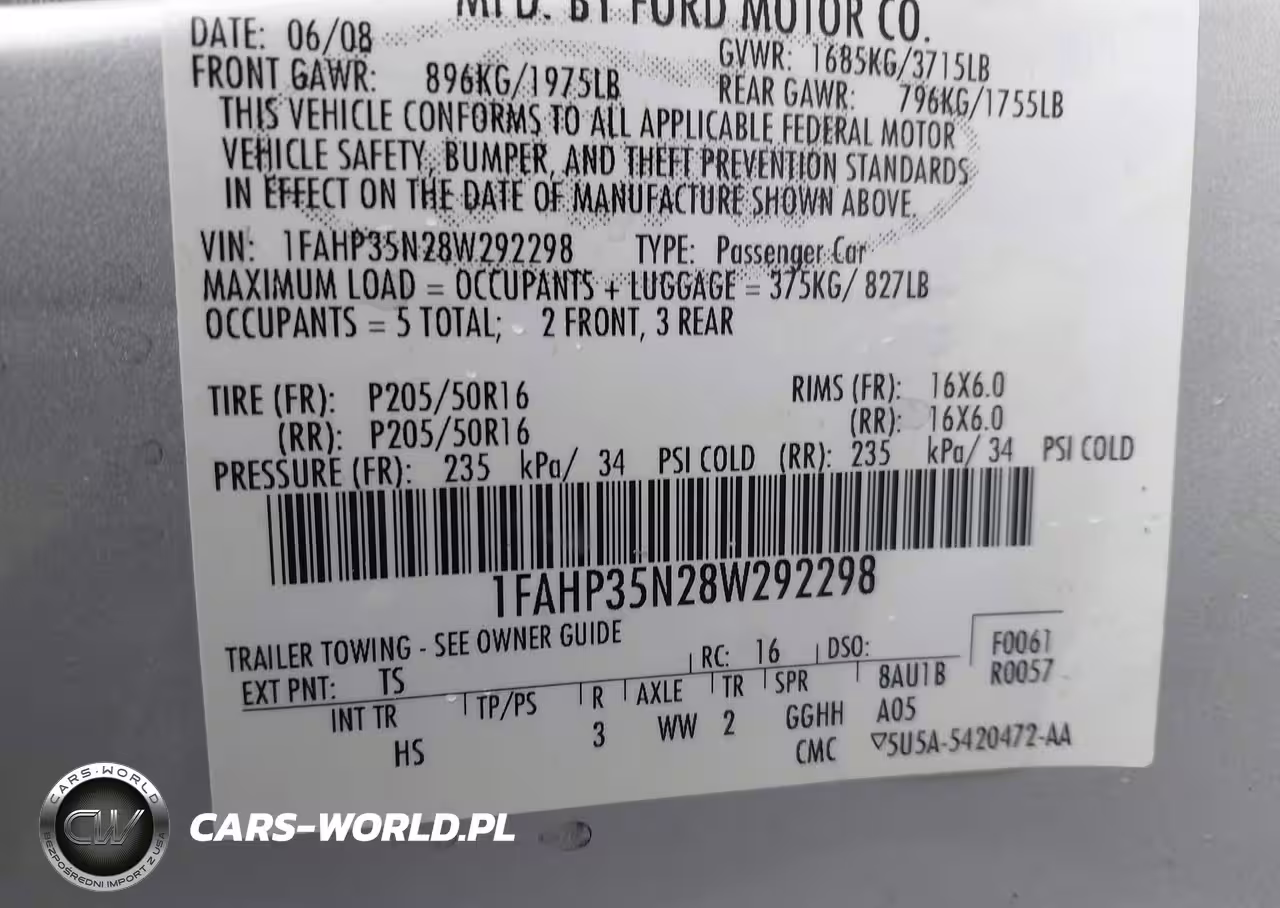 MFD. BY FORD MOTOR CO.
DATE: 06/08 GVWR: 1685KG/3715LB
FRONT GAWR: 896KG/1975LB REAR GAWR: 796KG/1755LB
THIS VEHICLE CONFORMS TO ALL APPLICABLE FEDERAL MOTOR
VEHICLE SAFETY, BUMPER, AND THEFT PREVENTION STANDARDS
IN EFFECT ON THE DATE OF MANUFACTURE SHOWN ABOVE.
VIN: 1FAHP35N28W292298 TYPE: Passenger Car
MAXIMUM LOAD = OCCUPANTS + LUGGAGE = 375KG/ 827LB
OCCUPANTS = 5 TOTAL; 2 FRONT, 3 REAR
TIRE (FR): P205/50R16 RIMS (FR): 16X6.0
(RR): P205/50R16 (RR): 16X6.0
PRESSURE (FR): 235 kPa/ 34 PSI COLD (RR): 235 kPa/ 34 PSI COLD
1FAHP35N28W292298
TRAILER TOWING - SEE OWNER GUIDE
EXT PNT: TS RC: 16 DSO: F0061
INT TR TP/PS R AXLE TR SPR 8AU1B R0057
HS 3 WW 2 GGHH A05
CMC ▽5U5A-5420472-AA
CARS-WORLD
CW
BEZPOŚREDNI IMPORT Z USA
CARS-WORLD.PL